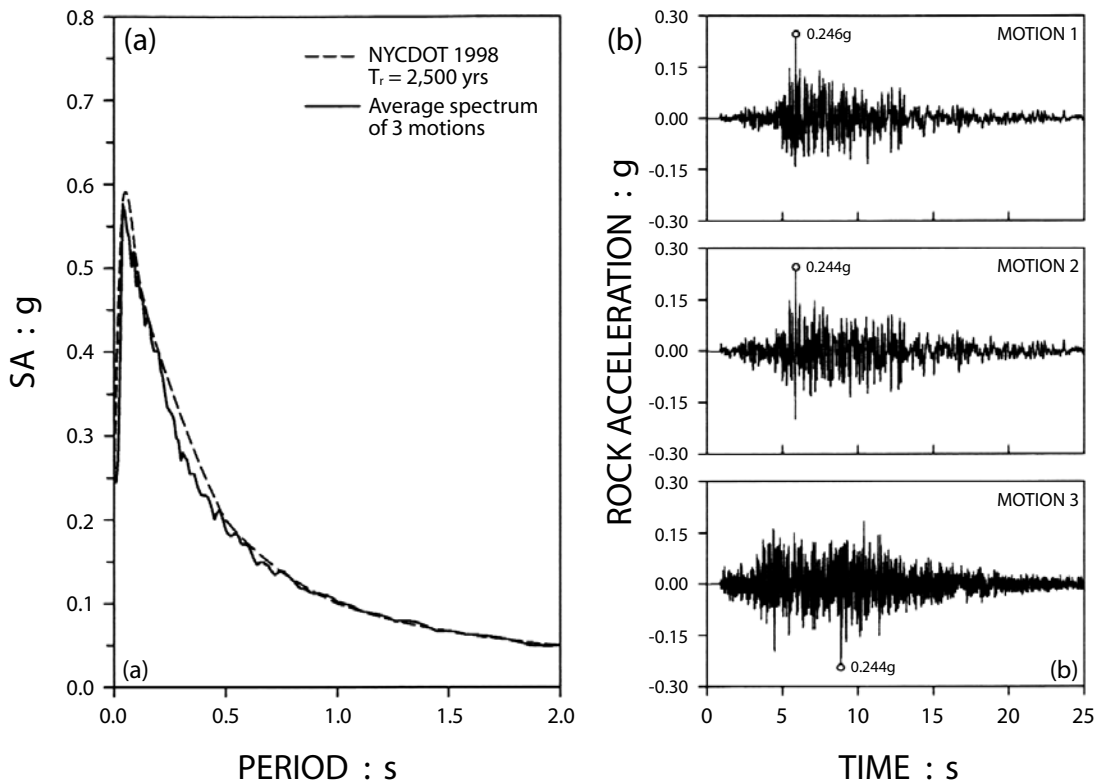 (a)
NYCDOT 1998
Tr = 2,500 yrs
Average spectrum
of 3 motions
SA : g
0.8
0.7
0.6
0.5
0.4
0.3
0.2
0.1
0.0
(a)
0.0 0.5 1.0 1.5 2.0
PERIOD : s
(b)
ROCK ACCELERATION : g
0.30
0.15
0.00
-0.15
-0.30
0.246g
MOTION 1
0.30
0.15
0.00
-0.15
-0.30
0.244g
MOTION 2
0.30
0.15
0.00
-0.15
-0.30
MOTION 3
0.244g
(b)
0 5 10 15 20 25
TIME : s